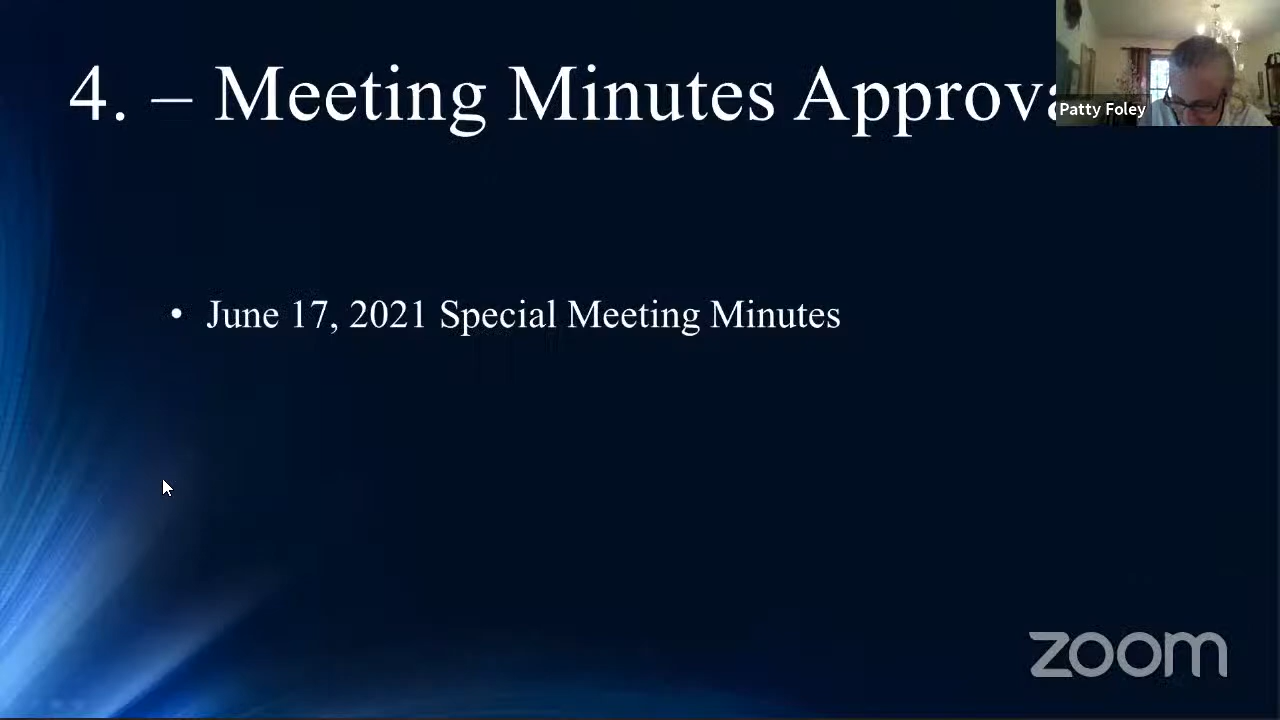 4. – Meeting Minutes Approva
Patty Foley
• June 17, 2021 Special Meeting Minutes
zoom